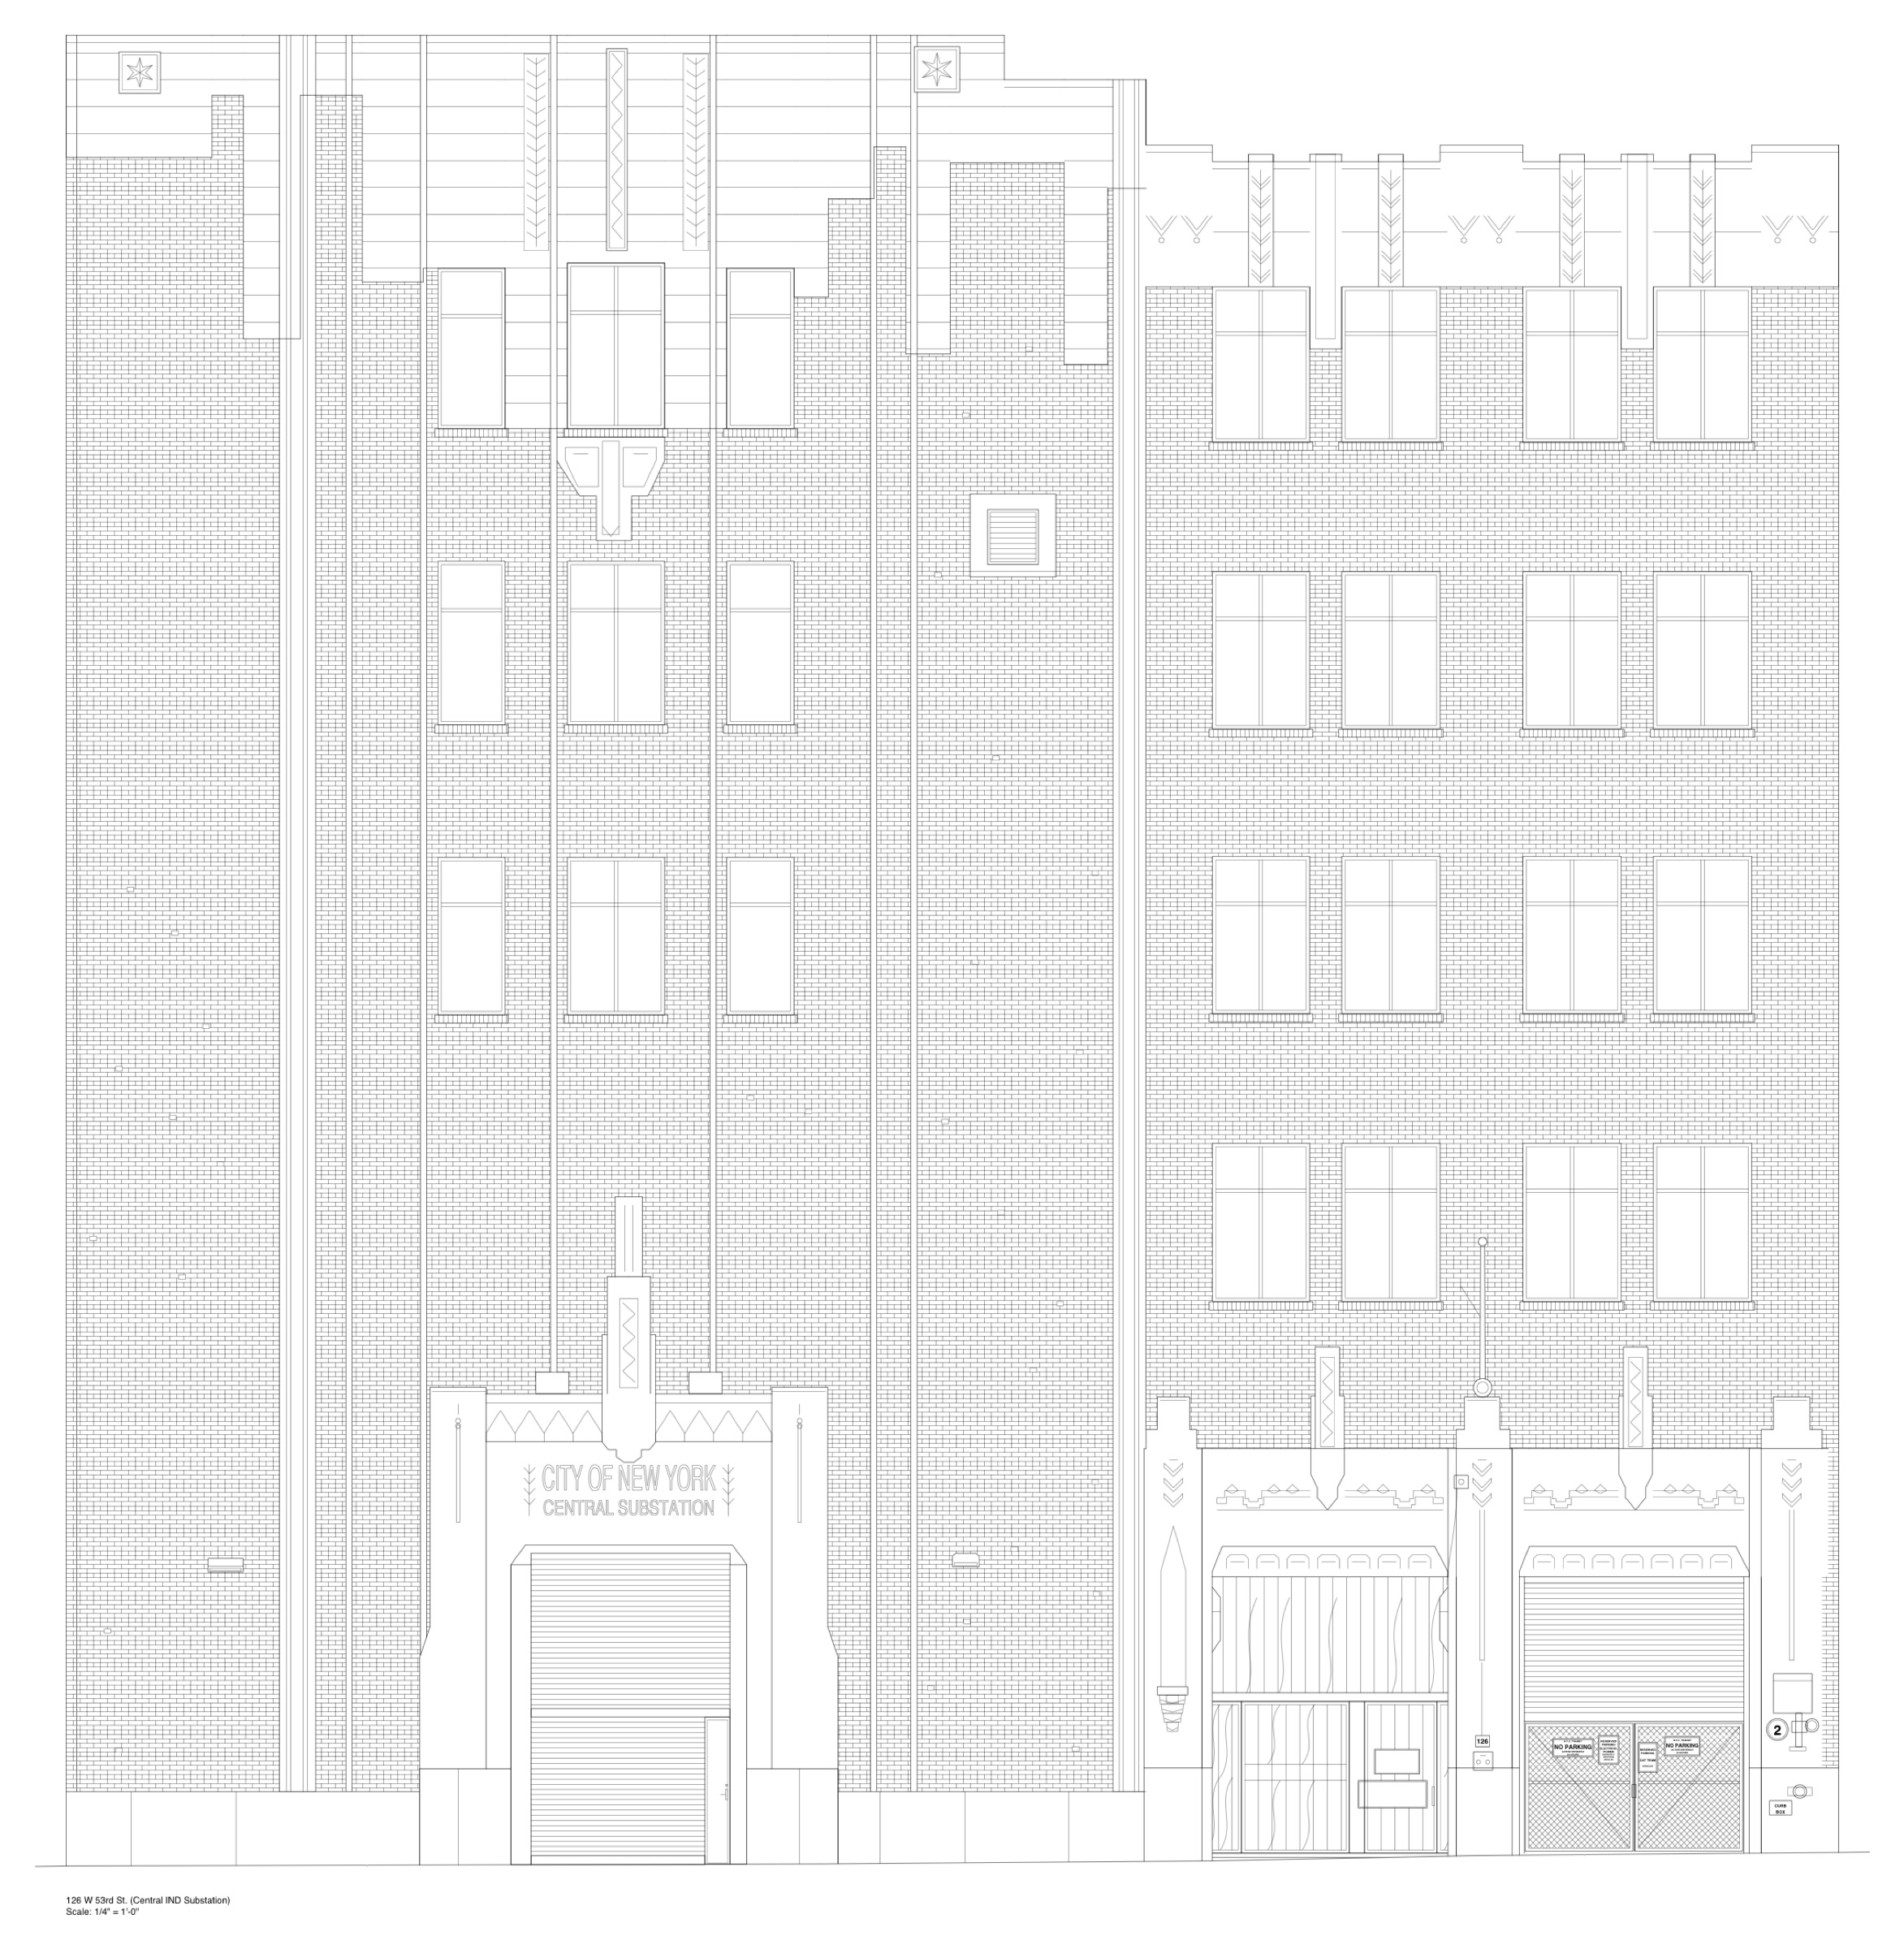 CITY OF NEW YORK
CENTRAL SUBSTATION
126
NO PARKING
NO PARKING
2
CURB
BOX
126 W 53rd St. (Central IND Substation)
Scale: 1/4" = 1'-0"